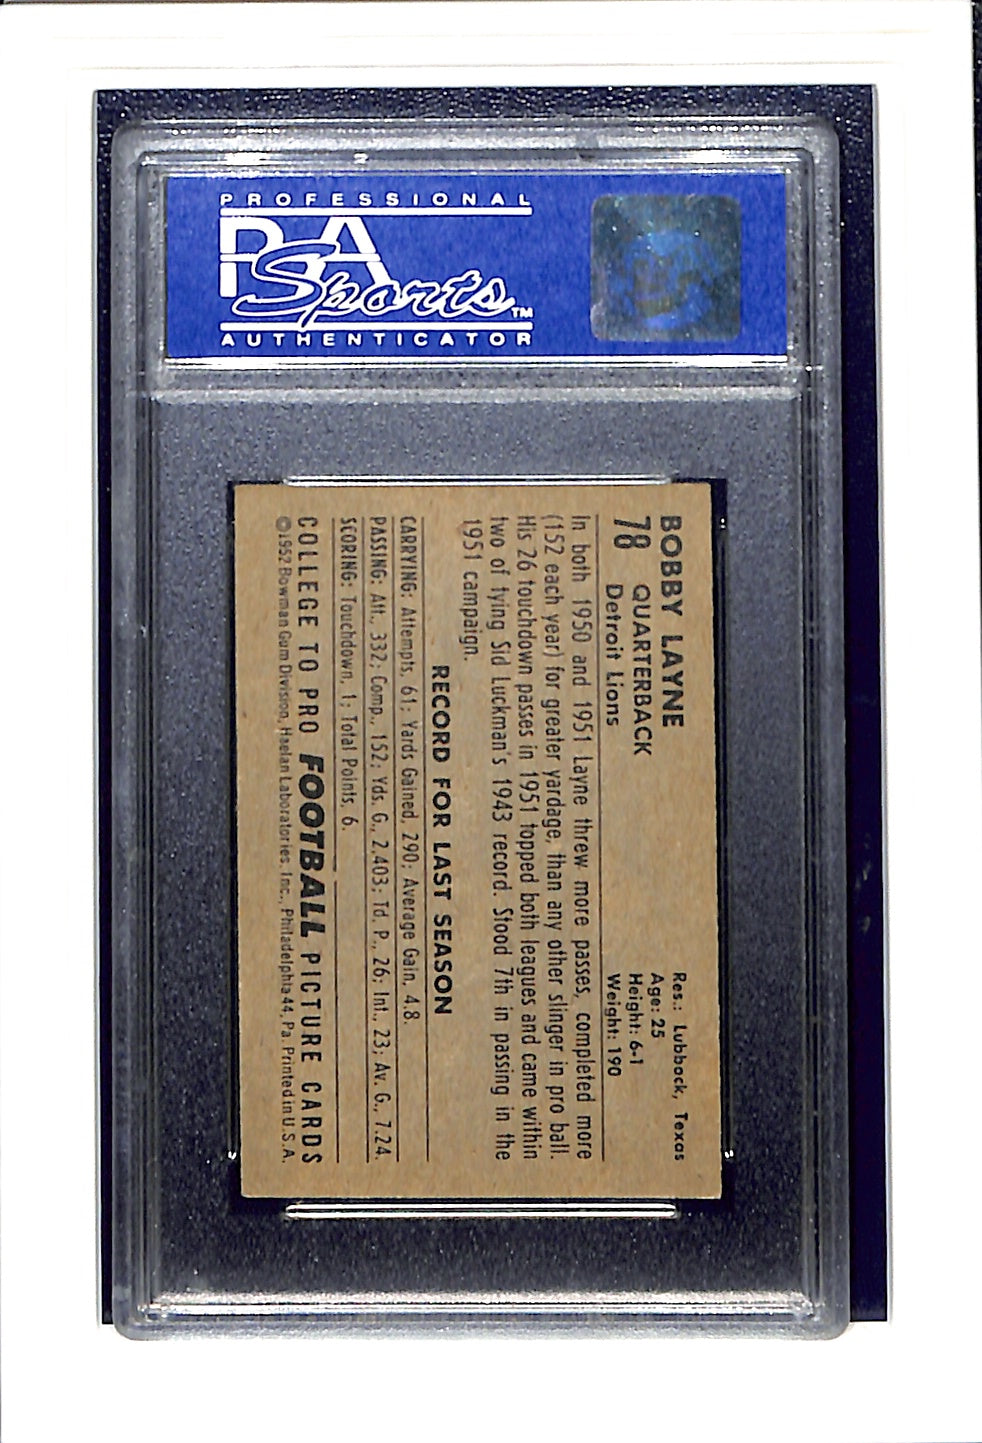 PROFESSIONAL
PSA
Sports™
AUTHENTICATOR
BOBBY LAYNE
78 QUARTERBACK
Detroit Lions
Res.: Lubbock, Texas
Age: 25
Height: 6-1
Weight: 190
In both 1950 and 1951 Layne threw more passes, completed more
(152 each year) for greater yardage, than any other slinger in pro ball.
His 26 touchdown passes in 1951 topped both leagues and came within
two of tying Sid Luckman's 1943 record. Stood 7th in passing in the
1951 campaign.
RECORD FOR LAST SEASON
CARRYING: Attempts, 61; Yards Gained, 290; Average Gain, 4.8.
PASSING: Att., 332; Comp., 152; Yds. G., 2,403; Td. P., 26; Int., 23; Av. G., 7.24.
SCORING: Touchdown, 1; Total Points, 6.
COLLEGE TO PRO FOOTBALL PICTURE CARDS
©1952 Bowman Gum Division, Haelan Laboratories, Inc., Philadelphia 44, Pa. Printed in U.S.A.